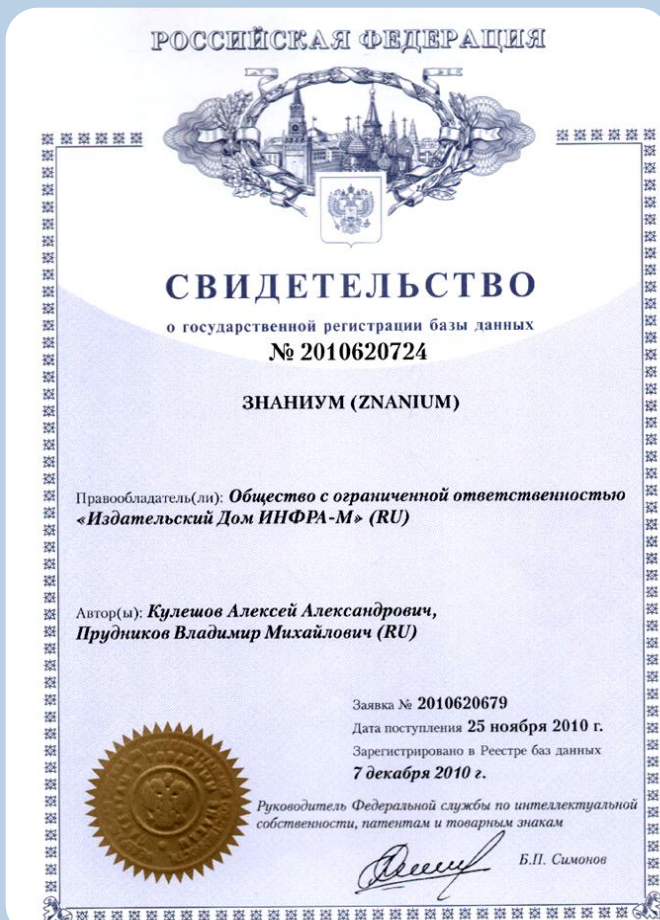 РОССИЙСКАЯ ФЕДЕРАЦИЯ
СВИДЕТЕЛЬСТВО
о государственной регистрации базы данных
№ 2010620724
ЗНАНИУМ (ZNANIUM)
Правообладатель(ли): Общество с ограниченной ответственностью
«Издательский Дом ИНФРА-М» (RU)
Автор(ы): Кулешов Алексей Александрович,
Прудников Владимир Михайлович (RU)
Заявка № 2010620679
Дата поступления 25 ноября 2010 г.
Зарегистрировано в Реестре баз данных
7 декабря 2010 г.
Руководитель Федеральной службы по интеллектуальной
собственности, патентам и товарным знакам
Б.П. Симонов